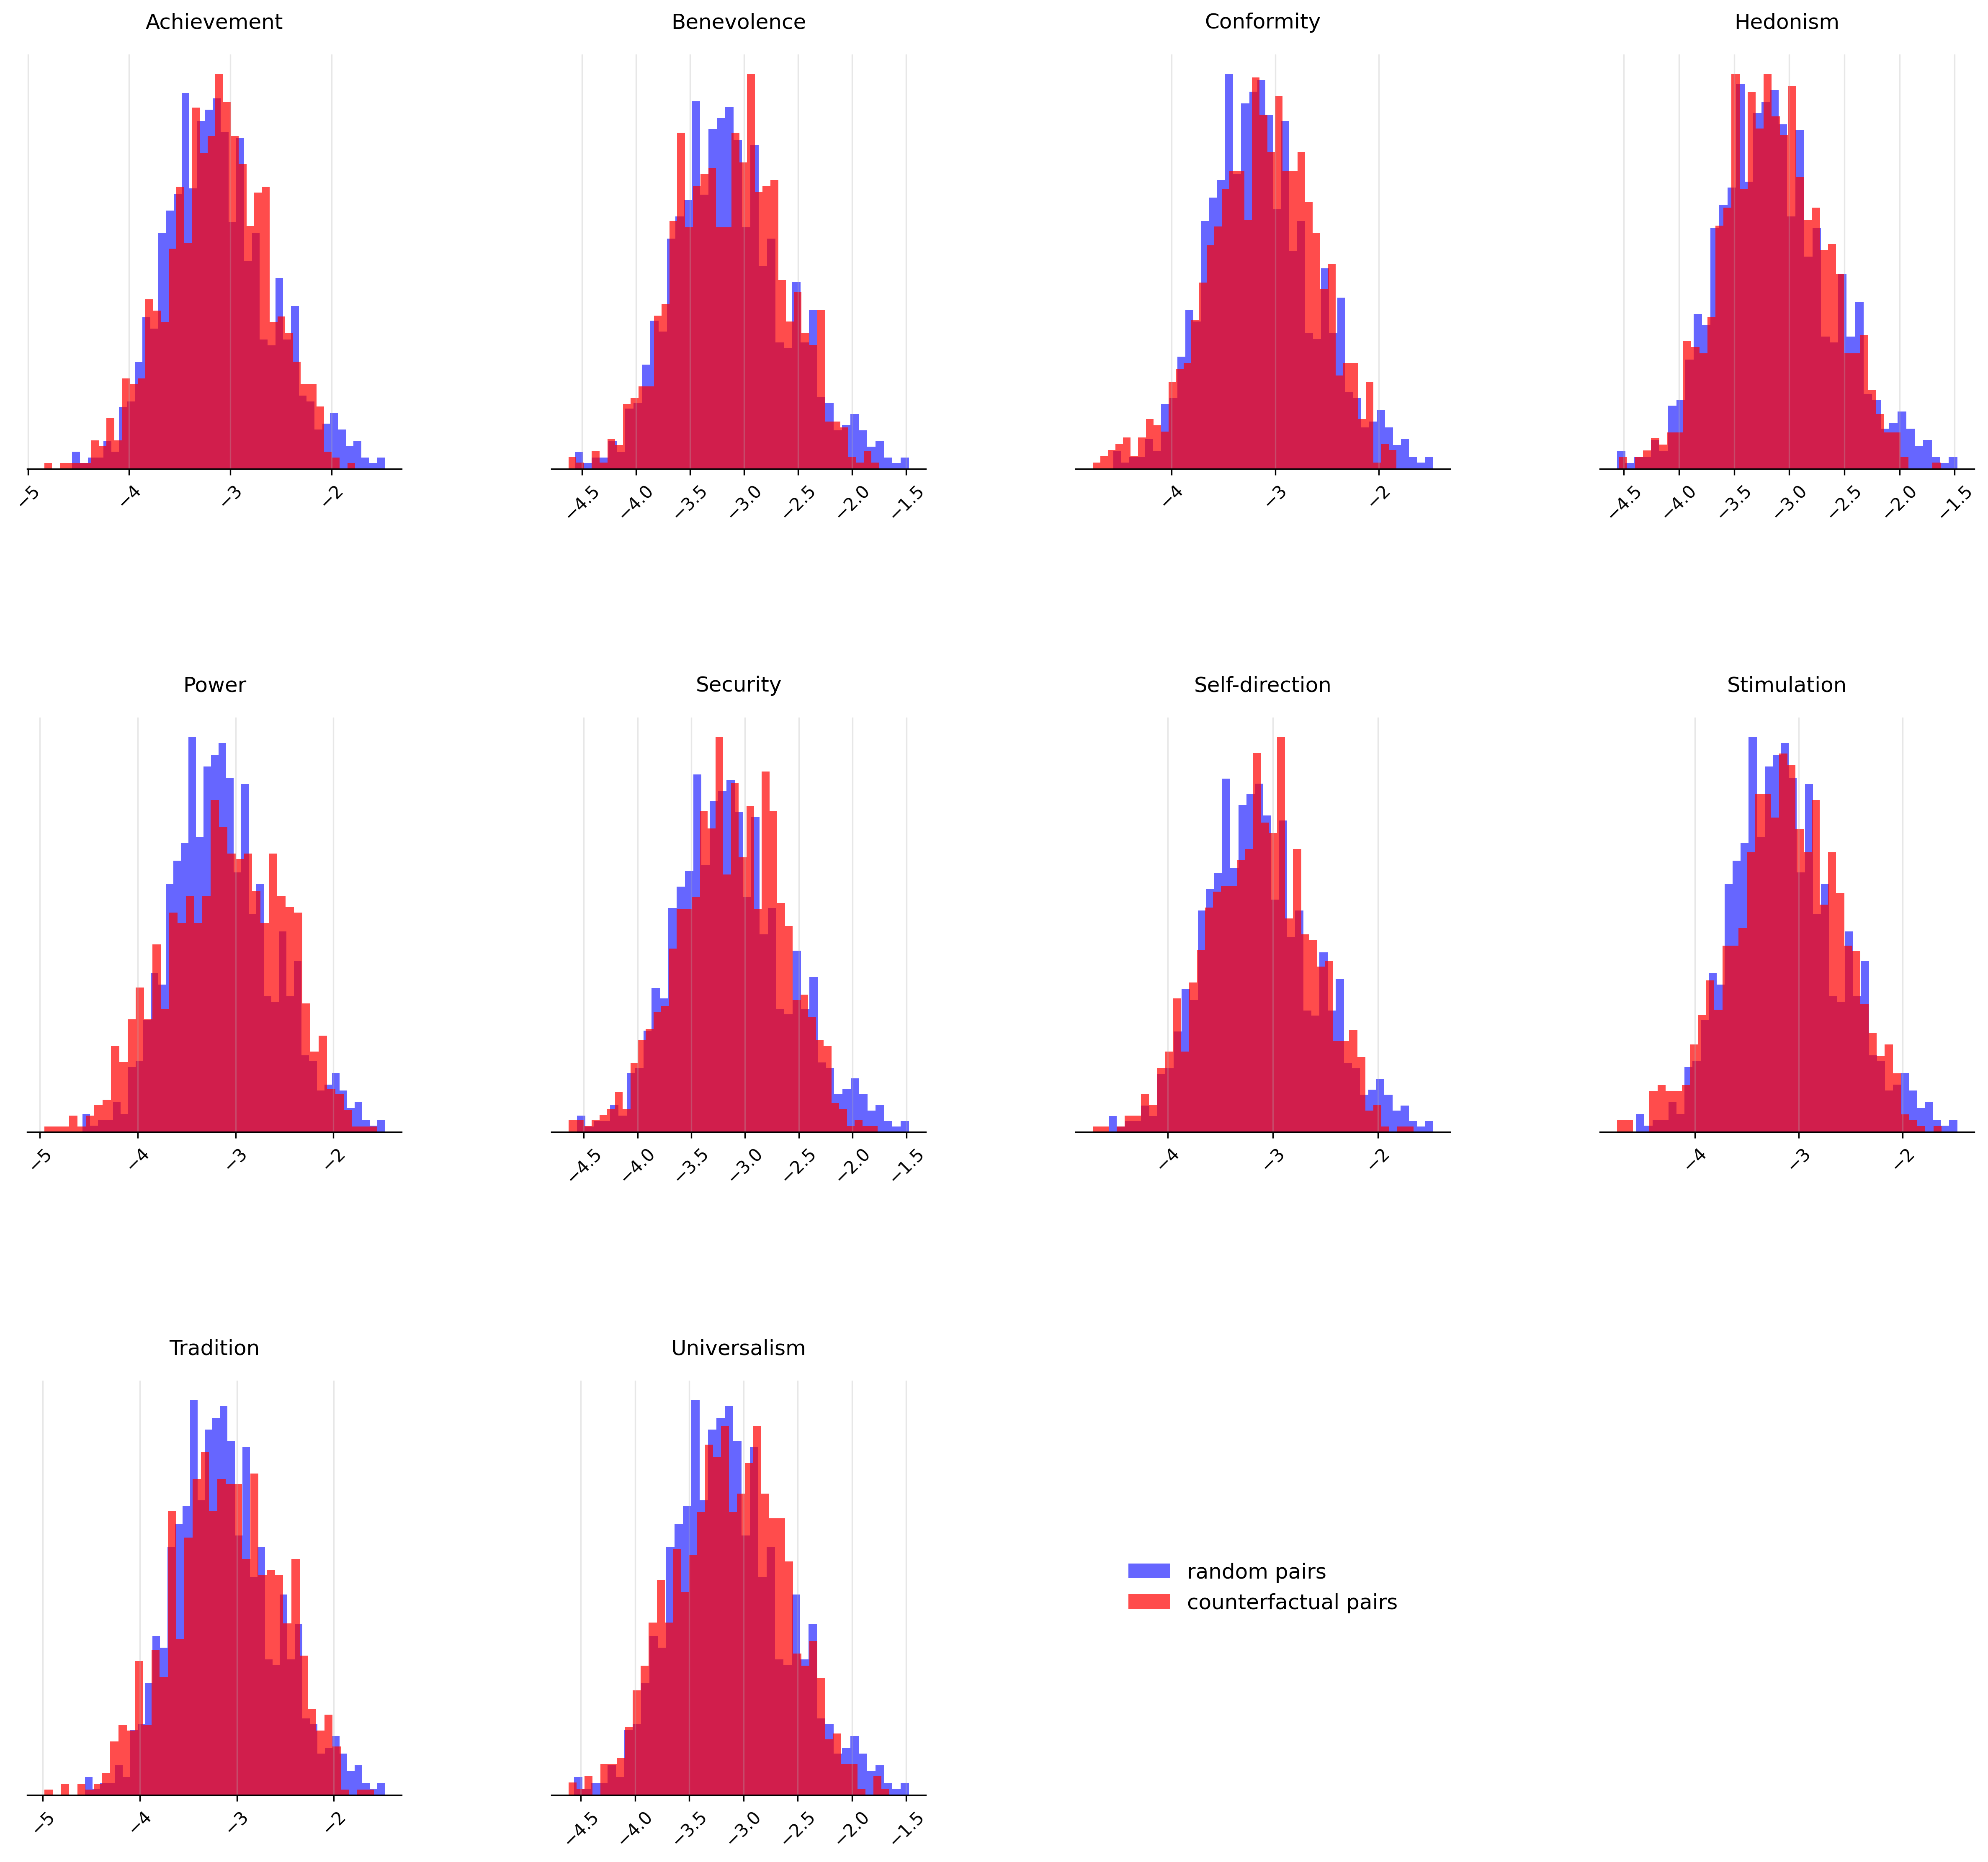 Achievement Benevolence Conformity Hedonism
−5 −4 −3 −2 −4.5 −4.0 −3.5 −3.0 −2.5 −2.0 −1.5 −4 −3 −2 −4.5 −4.0 −3.5 −3.0 −2.5 −2.0 −1.5
Power Security Self-direction Stimulation
−5 −4 −3 −2 −4.5 −4.0 −3.5 −3.0 −2.5 −2.0 −1.5 −4 −3 −2 −4 −3 −2
Tradition Universalism
random pairs
counterfactual pairs
−5 −4 −3 −2 −4.5 −4.0 −3.5 −3.0 −2.5 −2.0 −1.5